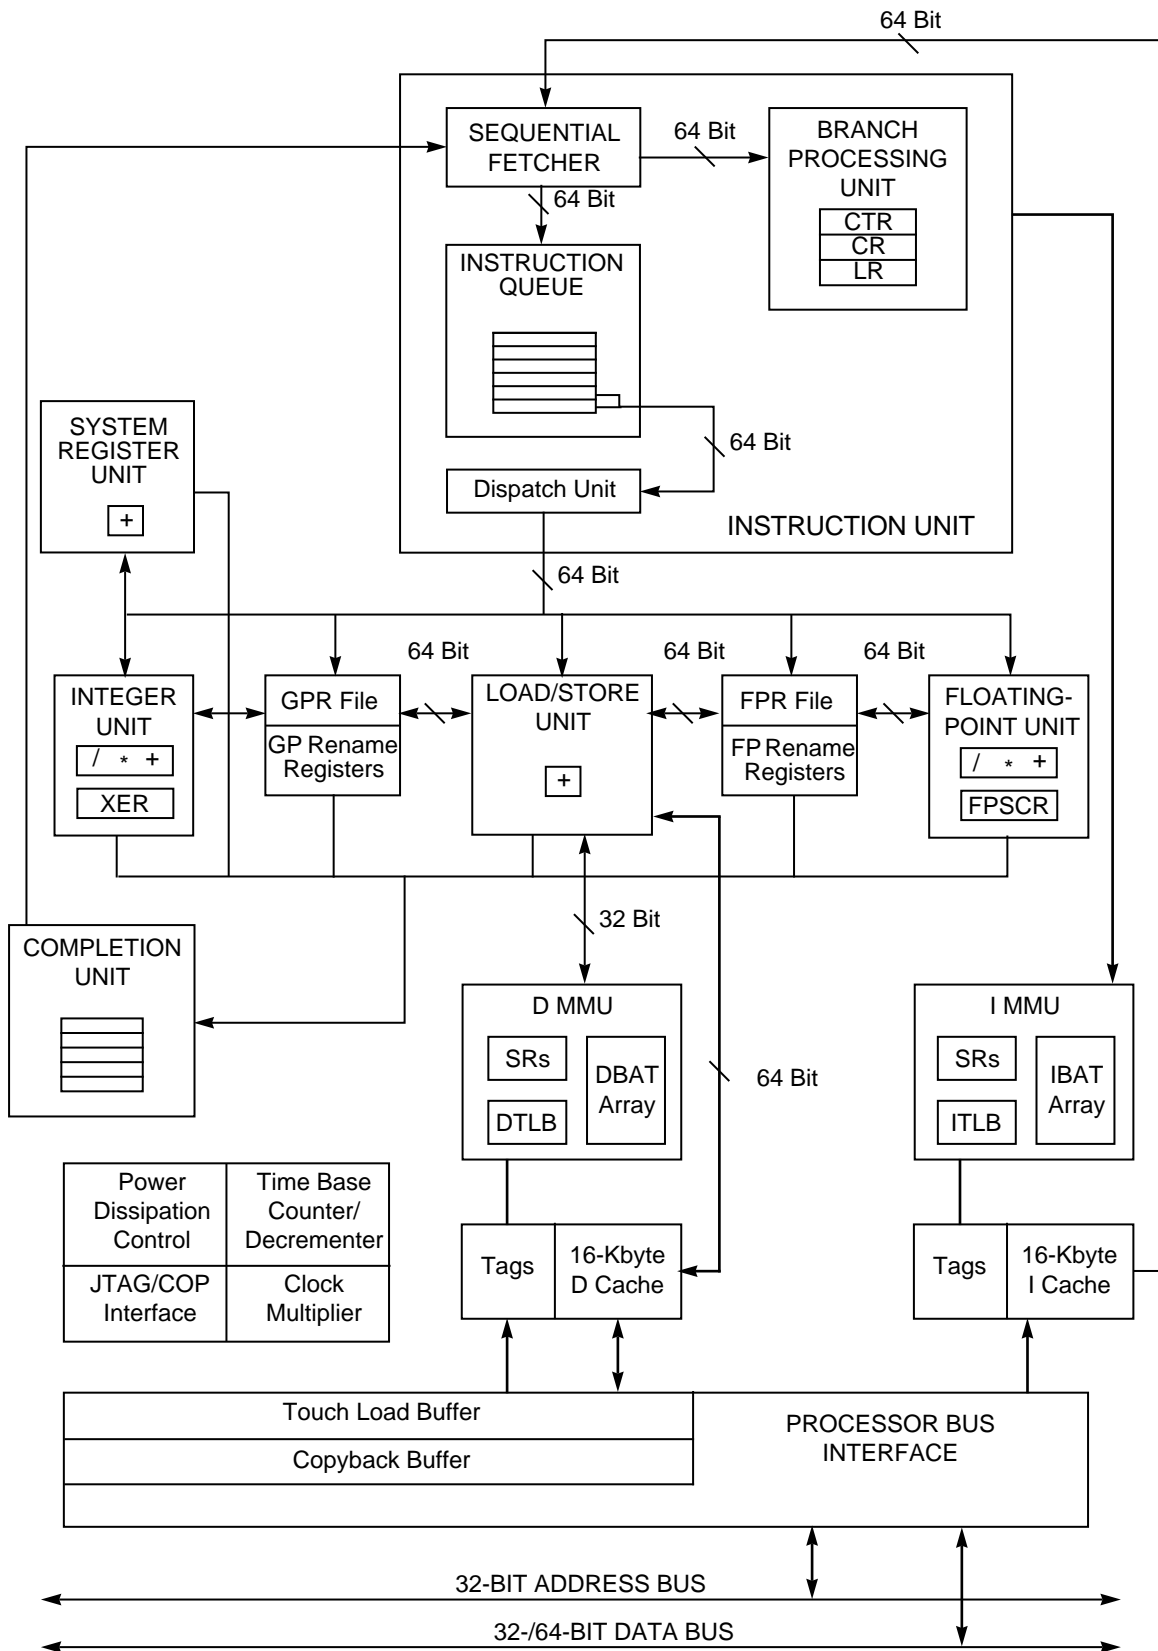 64 Bit
SEQUENTIAL
FETCHER
64 Bit
BRANCH
PROCESSING
UNIT
CTR
CR
LR
64 Bit
INSTRUCTION
QUEUE
64 Bit
SYSTEM
REGISTER
UNIT
+
Dispatch Unit
INSTRUCTION UNIT
64 Bit
64 Bit
64 Bit
64 Bit
INTEGER
UNIT
/ * +
XER
GPR File
GP Rename
Registers
LOAD/STORE
UNIT
+
FPR File
FP Rename
Registers
FLOATING-
POINT UNIT
/ * +
FPSCR
32 Bit
COMPLETION
UNIT
D MMU
SRs
DTLB
DBAT
Array
64 Bit
I MMU
SRs
ITLB
IBAT
Array
Power
Dissipation
Control
Time Base
Counter/
Decrementer
JTAG/COP
Interface
Clock
Multiplier
Tags
16-Kbyte
D Cache
Tags
16-Kbyte
I Cache
Touch Load Buffer
Copyback Buffer
PROCESSOR BUS
INTERFACE
32-BIT ADDRESS BUS
32-/64-BIT DATA BUS